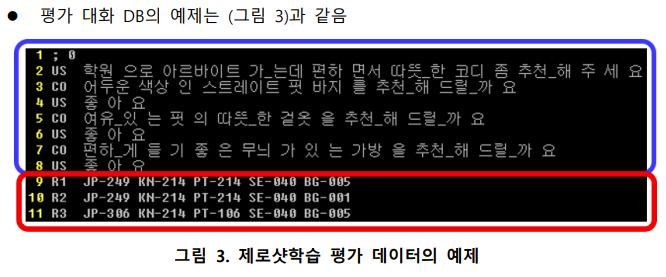 ● 평가 대화 DB의 예제는 (그림 3)과 같음
1 ; 0
2 US 학원 으로 아르바이트 가_는데 편하 면서 따뜻_한 코디 좀 추천_해 주 세 요
3 CO 어두운 색상 인 스트레이트 핏 바지 를 추천_해 드릴_까 요
4 US 좋 아 요
5 CO 여유_있 는 핏 의 따뜻_한 겉옷 을 추천_해 드릴_까 요
6 US 좋 아 요
7 CO 편하_게 들 기 좋 은 무늬 가 있 는 가방 을 추천_해 드릴_까 요
8 US 좋 아 요
9 R1 JP-249 KN-214 PT-214 SE-040 BG-005
10 R2 JP-249 KN-214 PT-214 SE-040 BG-001
11 R3 JP-306 KN-214 PT-106 SE-040 BG-005
그림 3. 제로샷학습 평가 데이터의 예제